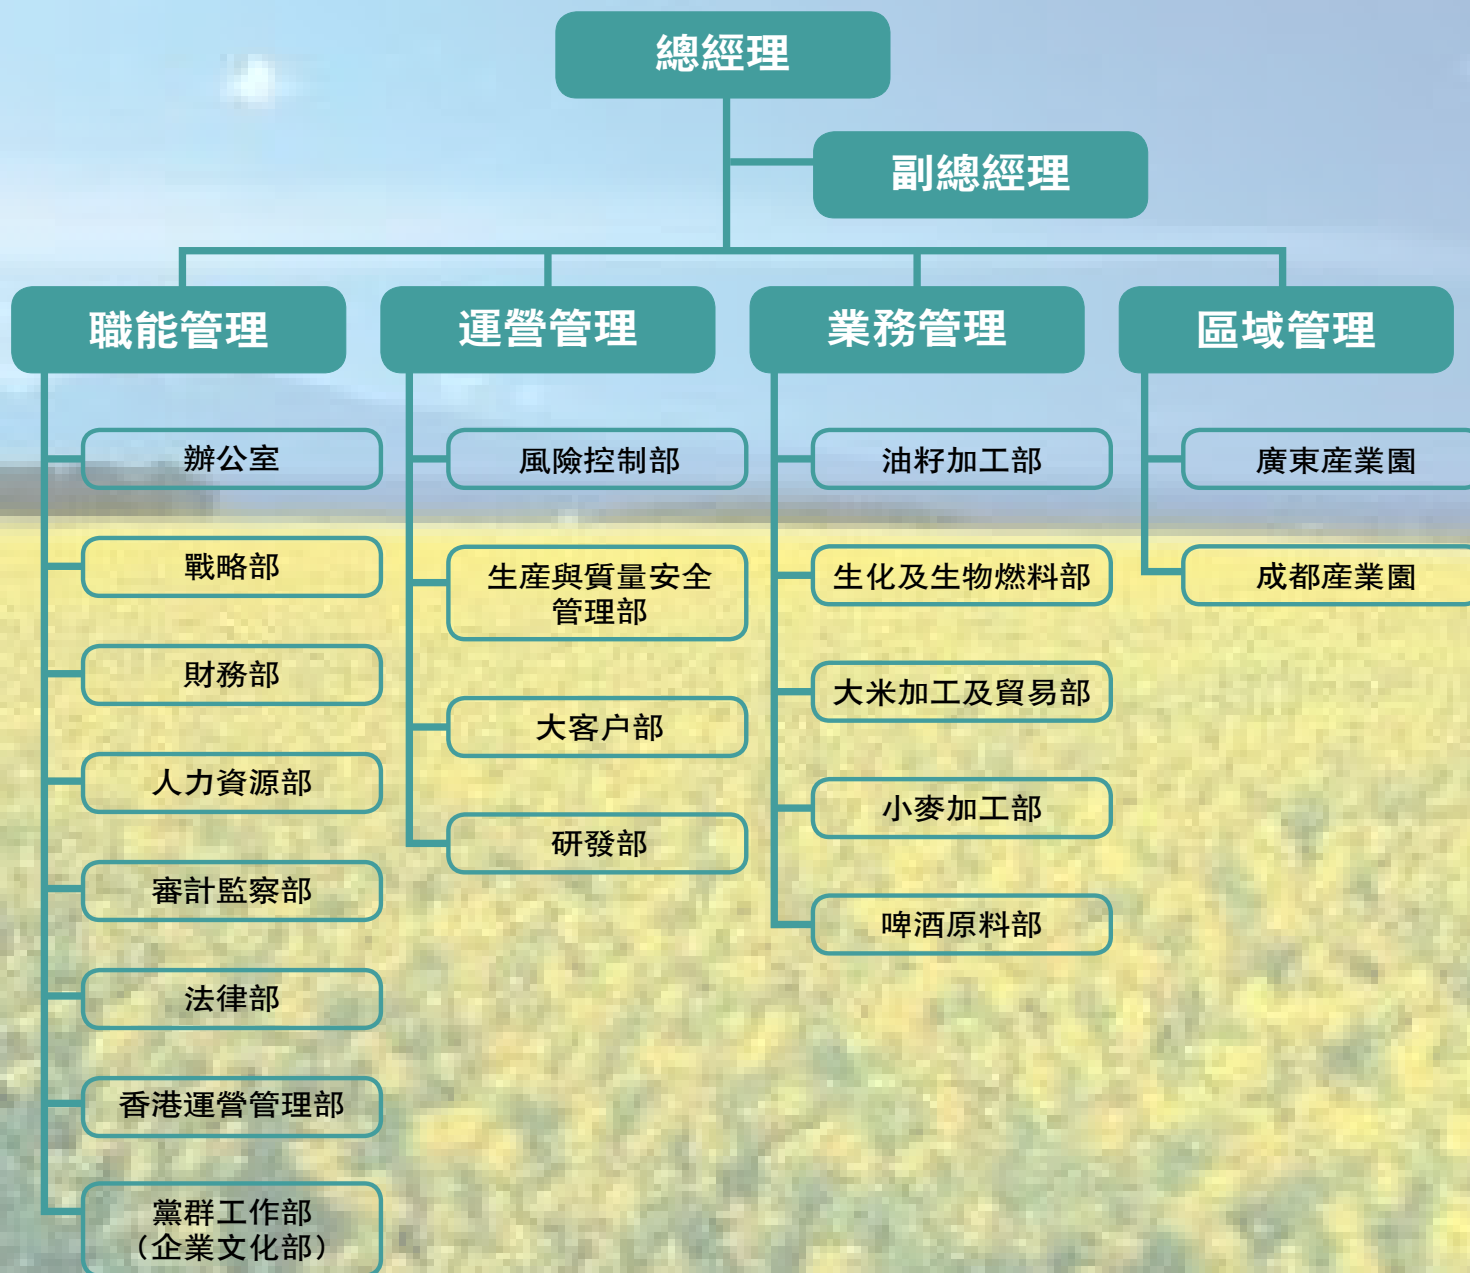 總經理
副總經理
職能管理
運營管理
業務管理
區域管理
辦公室
戰略部
財務部
人力資源部
審計監察部
法律部
香港運營管理部
黨群工作部
（企業文化部）
風險控制部
生産與質量安全
管理部
大客户部
研發部
油籽加工部
生化及生物燃料部
大米加工及貿易部
小麥加工部
啤酒原料部
廣東産業園
成都産業園